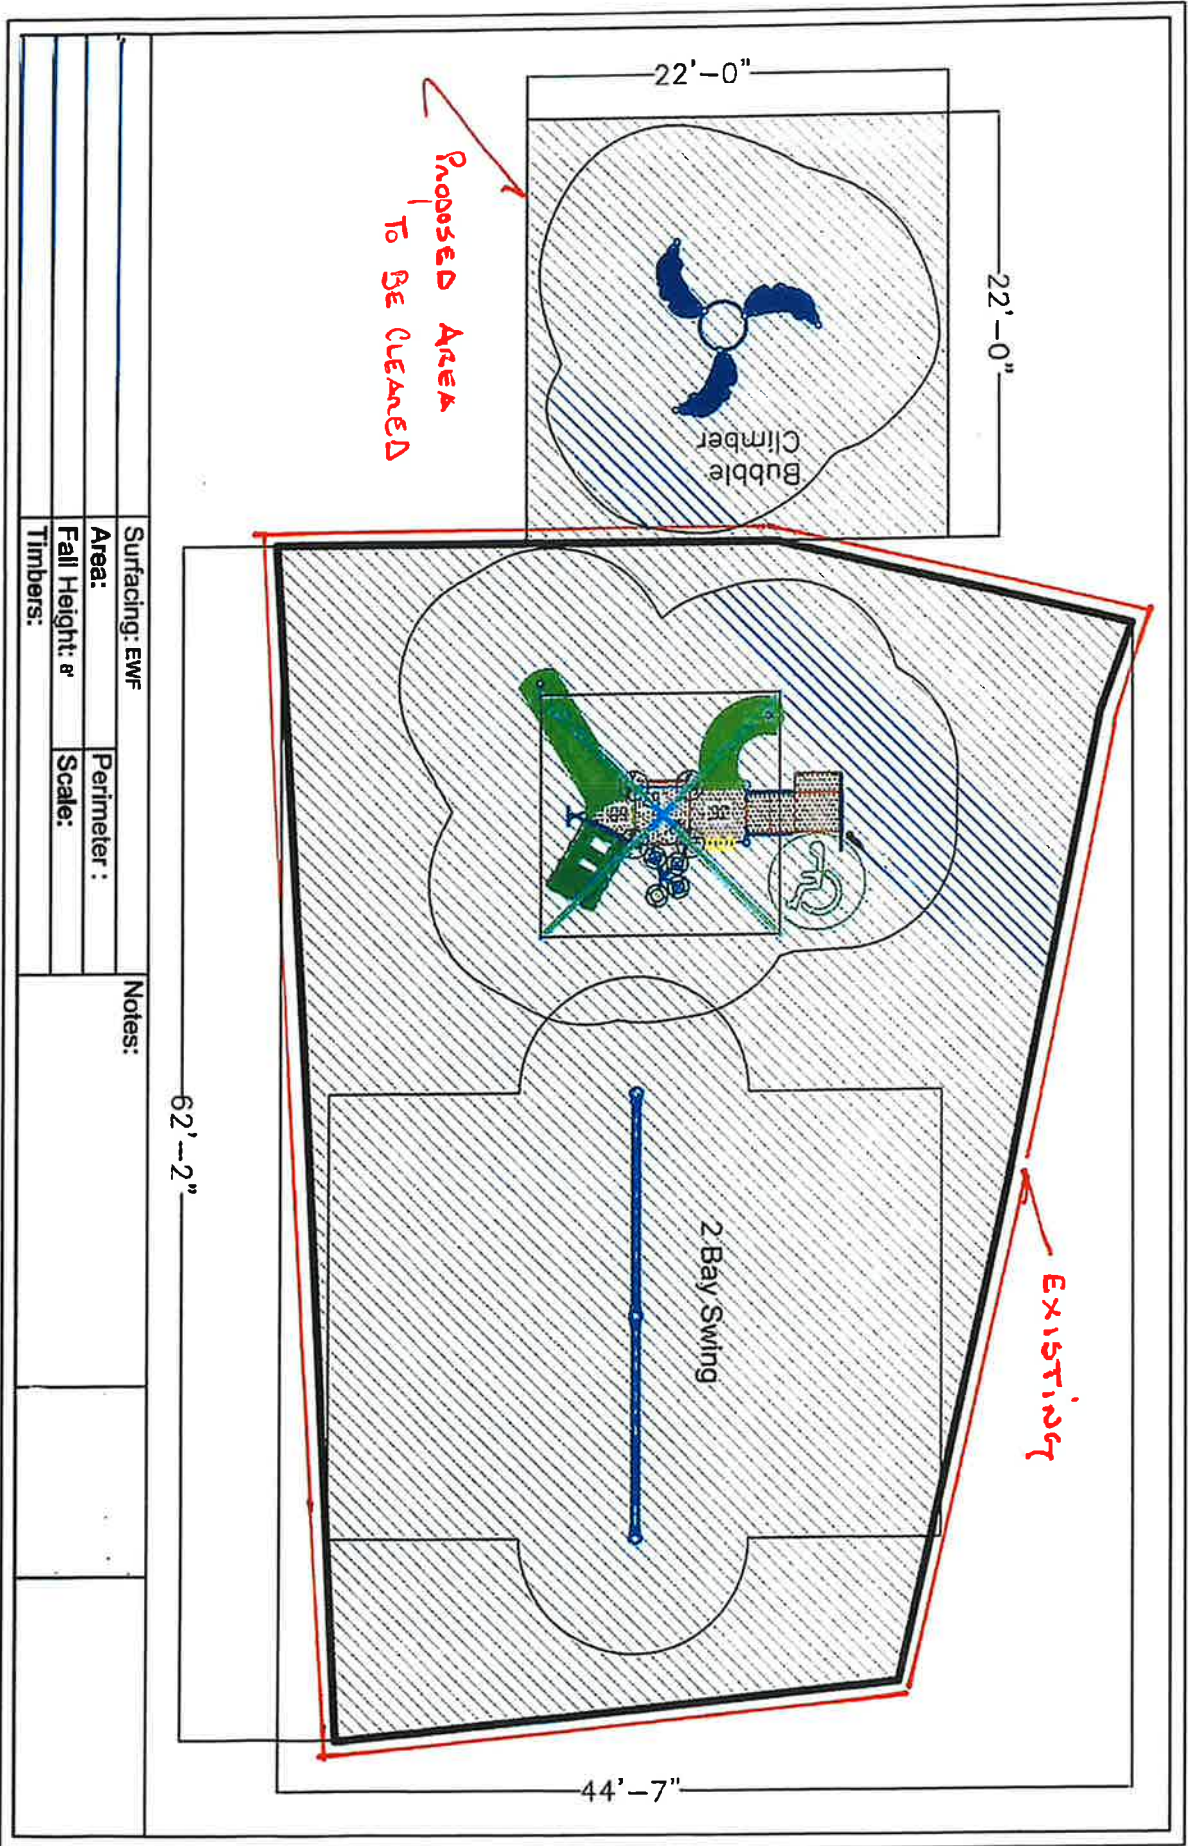 22'-0"
22'-0"
PROPOSED AREA
TO BE CLEARED
Bubble
Climber
EXISTING
2 Bay Swing
44'-7"
62'-2"
Surfacing: EWF
Area:
Perimeter :
Fall Height: 8'
Scale:
Timbers:
Notes: